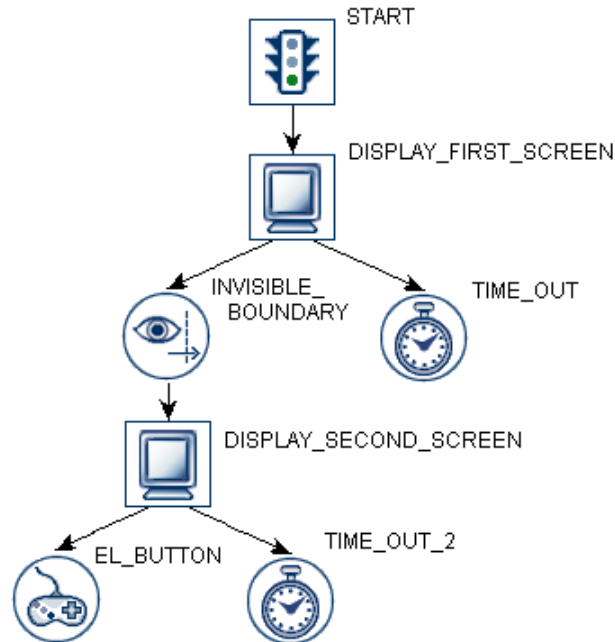 START
DISPLAY_FIRST_SCREEN
INVISIBLE_
BOUNDARY
TIME_OUT
DISPLAY_SECOND_SCREEN
EL_BUTTON
TIME_OUT_2